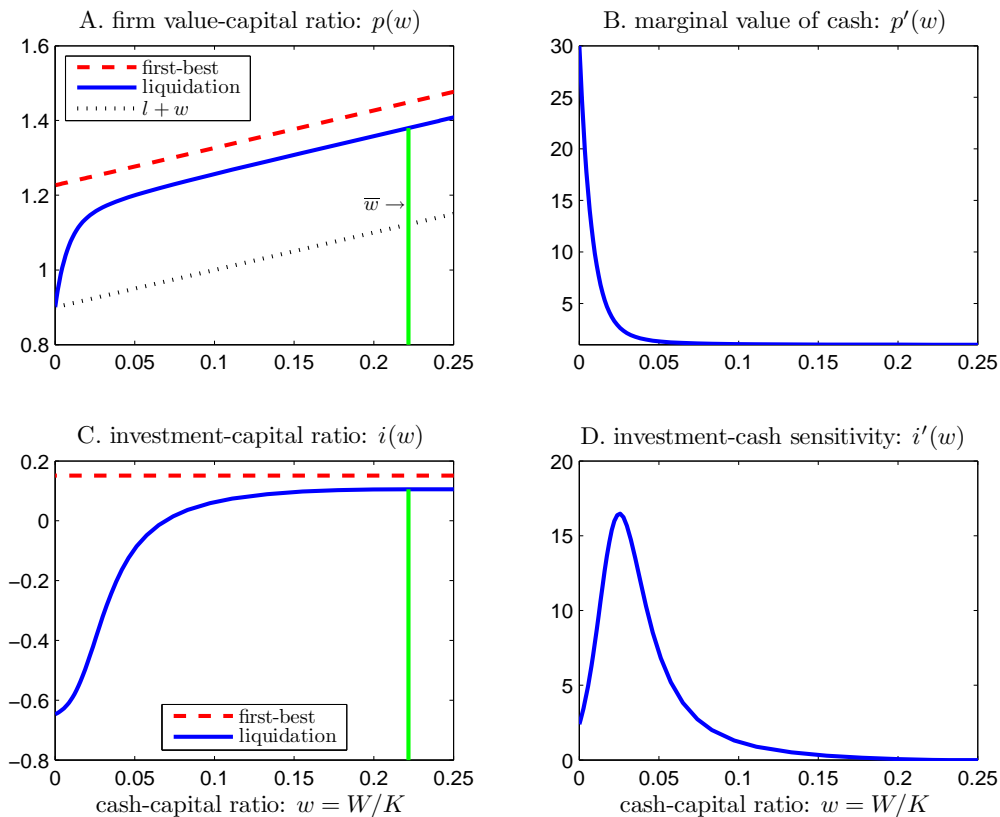 A. firm value-capital ratio: p(w)
1.6
1.4
1.2
1
0.8
first-best
liquidation
l + w
w̅ →
0 0.05 0.1 0.15 0.2 0.25
B. marginal value of cash: p′(w)
30
25
20
15
10
5
0 0.05 0.1 0.15 0.2 0.25
C. investment-capital ratio: i(w)
0.2
0
−0.2
−0.4
−0.6
−0.8
first-best
liquidation
0 0.05 0.1 0.15 0.2 0.25
cash-capital ratio: w = W/K
D. investment-cash sensitivity: i′(w)
20
15
10
5
0
0 0.05 0.1 0.15 0.2 0.25
cash-capital ratio: w = W/K